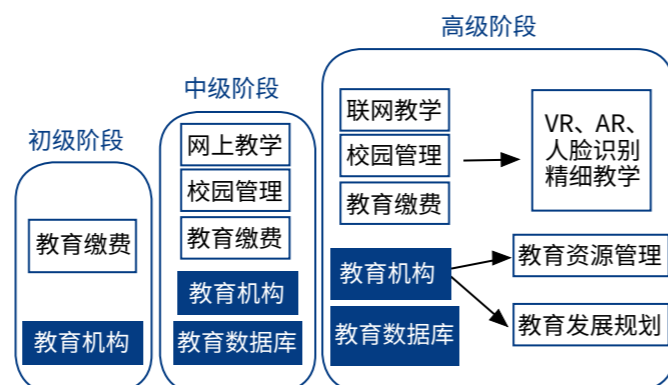 初级阶段
教育缴费
教育机构
中级阶段
网上教学
校园管理
教育缴费
教育机构
教育数据库
高级阶段
联网教学
校园管理
教育缴费
教育机构
教育数据库
VR、AR、
人脸识别
精细教学
教育资源管理
教育发展规划